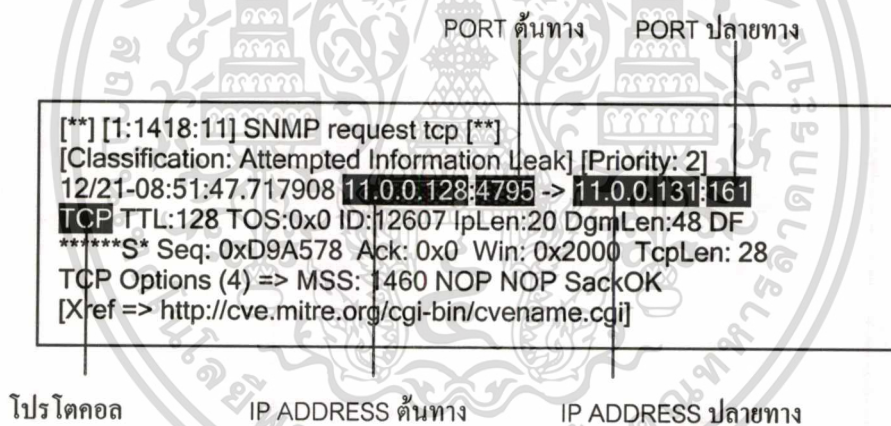 PORT ต้นทาง PORT ปลายทาง
[**] [1:1418:11] SNMP request tcp [**]
[Classification: Attempted Information Leak] [Priority: 2]
12/21-08:51:47.717908 11.0.0.128:4795 -> 11.0.0.131:161
TCP TTL:128 TOS:0x0 ID:12607 IpLen:20 DgmLen:48 DF
******S* Seq: 0xD9A578 Ack: 0x0 Win: 0x2000 TcpLen: 28
TCP Options (4) => MSS: 1460 NOP NOP SackOK
[Xref => http://cve.mitre.org/cgi-bin/cvename.cgi]
โปรโตคอล IP ADDRESS ต้นทาง IP ADDRESS ปลายทาง